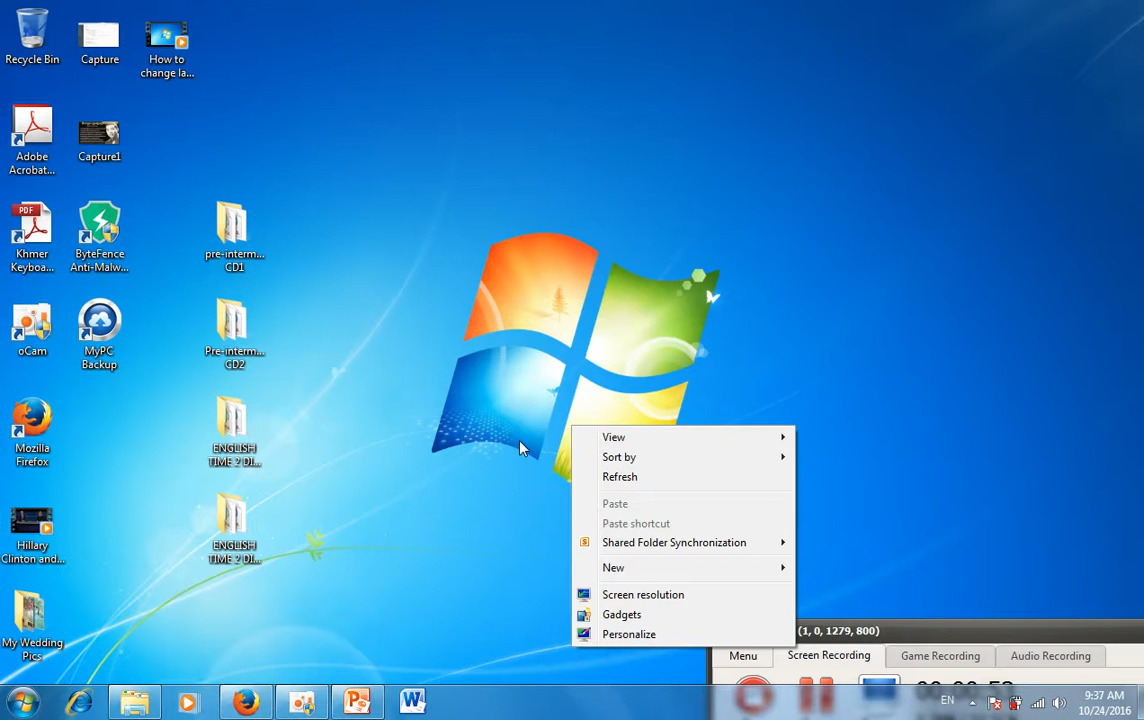 Recycle Bin
Capture
How to
change la...
Adobe
Acrobat...
Capture1
PDF
Khmer
Keyboa...
ByteFence
Anti-Malw...
pre-interm...
CD1
oCam
MyPC
Backup
Pre-interm...
CD2
Mozilla
Firefox
ENGLISH
TIME 2 DI...
Hillary
Clinton and...
ENGLISH
TIME 2 DI...
My Wedding
Pics
View
Sort by
Refresh
Paste
Paste shortcut
Shared Folder Synchronization
New
Screen resolution
Gadgets
Personalize
(1, 0, 1279, 800)
Menu
Screen Recording
Game Recording
Audio Recording
EN
9:37 AM
10/24/2016